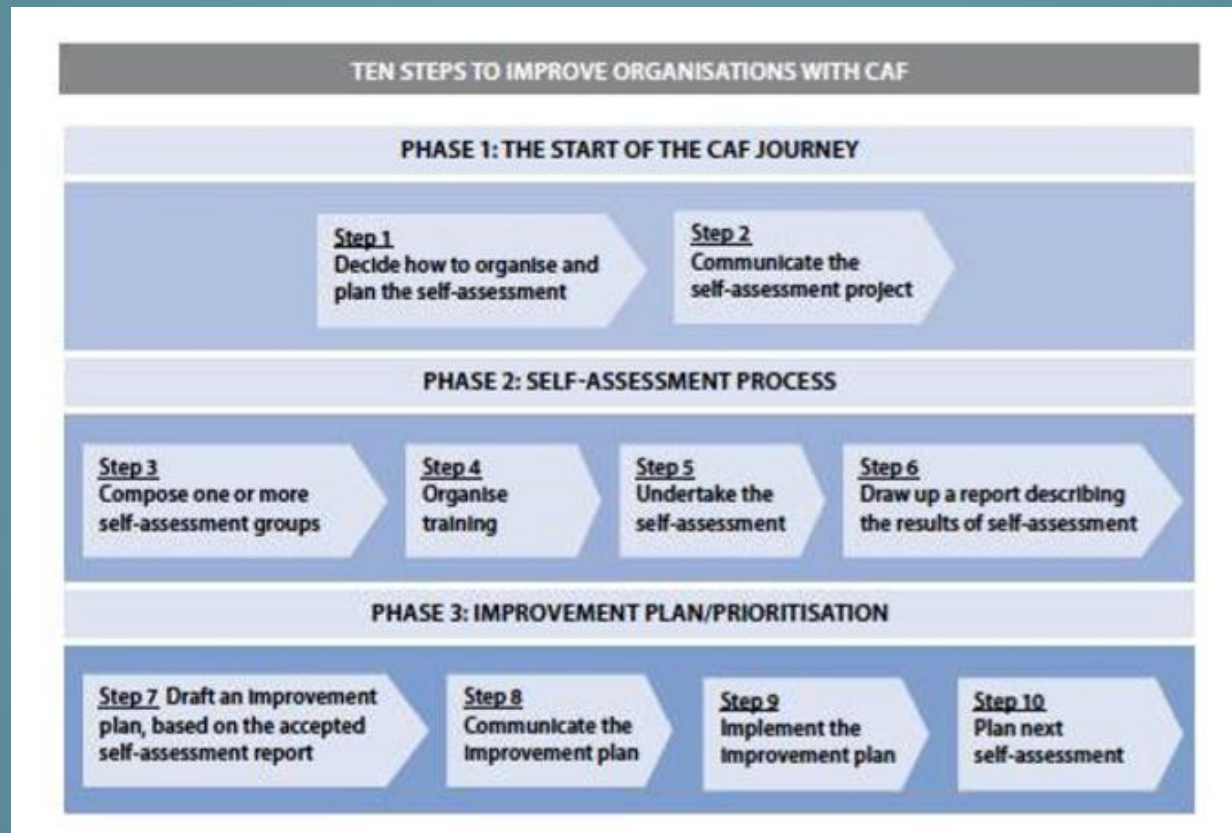 TEN STEPS TO IMPROVE ORGANISATIONS WITH CAF
PHASE 1: THE START OF THE CAF JOURNEY
Step 1
Decide how to organise and
plan the self-assessment
Step 2
Communicate the
self-assessment project
PHASE 2: SELF-ASSESSMENT PROCESS
Step 3
Compose one or more
self-assessment groups
Step 4
Organise
training
Step 5
Undertake the
self-assessment
Step 6
Draw up a report describing
the results of self-assessment
PHASE 3: IMPROVEMENT PLAN/PRIORITISATION
Step 7 Draft an improvement
plan, based on the accepted
self-assessment report
Step 8
Communicate the
improvement plan
Step 9
Implement the
improvement plan
Step 10
Plan next
self-assessment